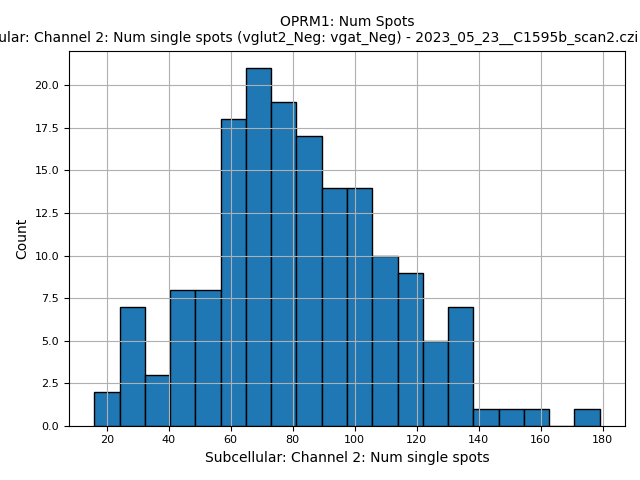 OPRM1: Num Spots
ular: Channel 2: Num single spots (vglut2_Neg: vgat_Neg) - 2023_05_23__C1595b_scan2.czi
20.0
17.5
15.0
12.5
10.0
7.5
5.0
2.5
0.0
Count
20 40 60 80 100 120 140 160 180
Subcellular: Channel 2: Num single spots